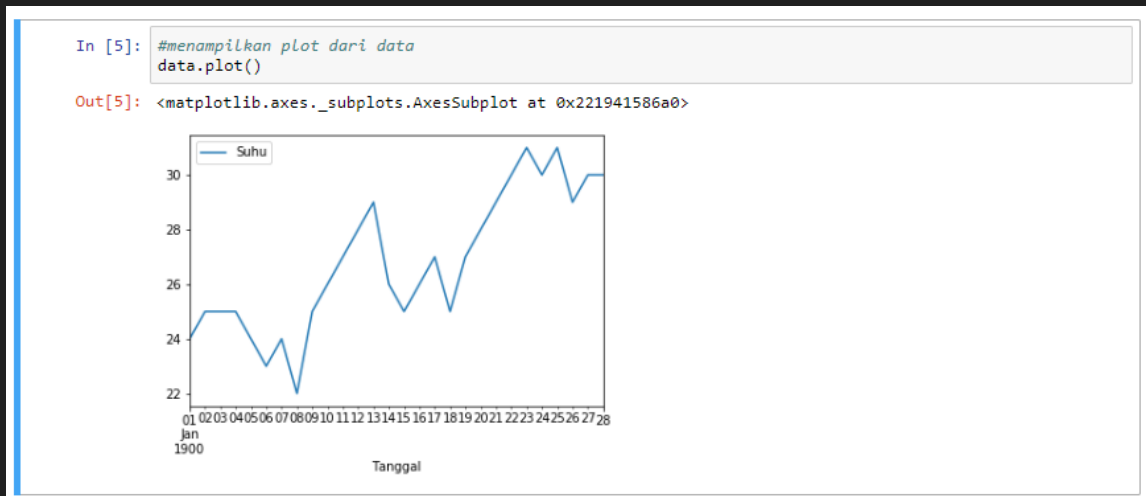 In [5]: #menampilkan plot dari data
data.plot()
Out[5]: <matplotlib.axes._subplots.AxesSubplot at 0x221941586a0>
Suhu
30
28
26
24
22
01 02 03 04 05 06 07 08 09 10 11 12 13 14 15 16 17 18 19 20 21 22 23 24 25 26 27 28
Jan
1900
Tanggal